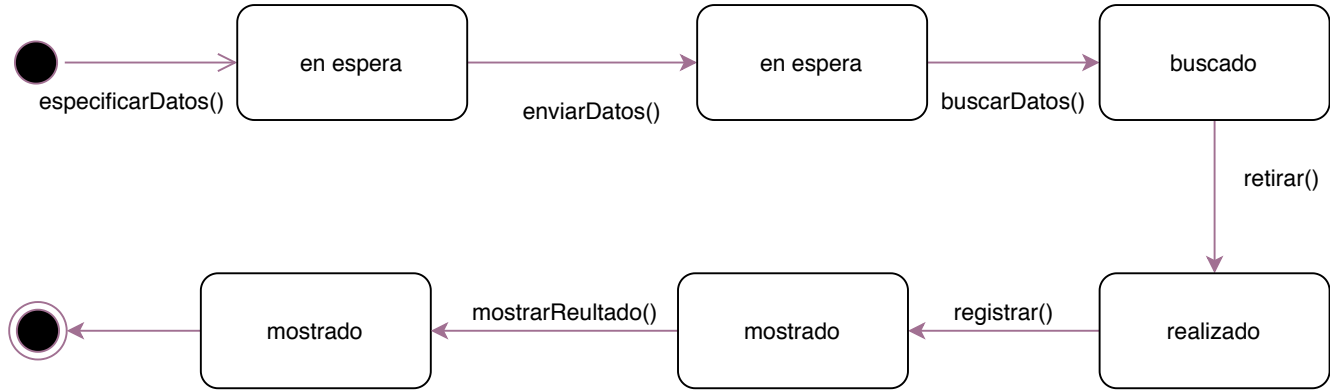 en espera
en espera
buscado
especificarDatos()
enviarDatos()
buscarDatos()
retirar()
mostrado
mostrarReultado()
mostrado
registrar()
realizado